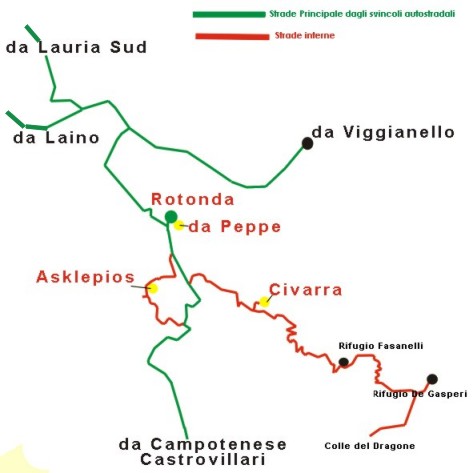 Strade Principale dagli svincoli autostradali
Strade interne
da Lauria Sud
da Laino
da Viggianello
Rotonda
da Peppe
Asklepios
Civarra
Rifugio Fasanelli
Rifugio De Gasperi
Colle del Dragone
da Campotenese
Castrovillari